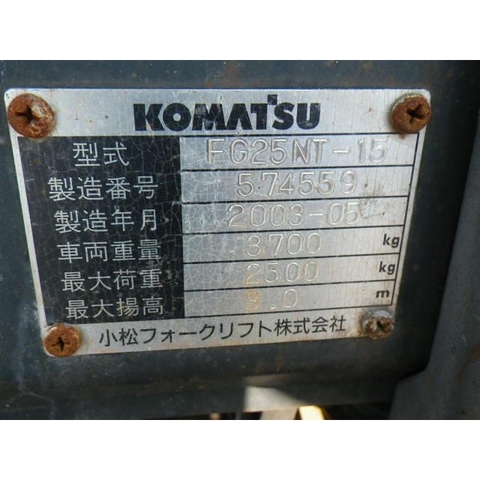 KOMATSU
型式 FG25NT-15
製造番号 574559
製造年月 2003-05
車両重量 3700 kg
最大荷重 2500 kg
最大揚高 3.0 m
小松フォークリフト株式会社